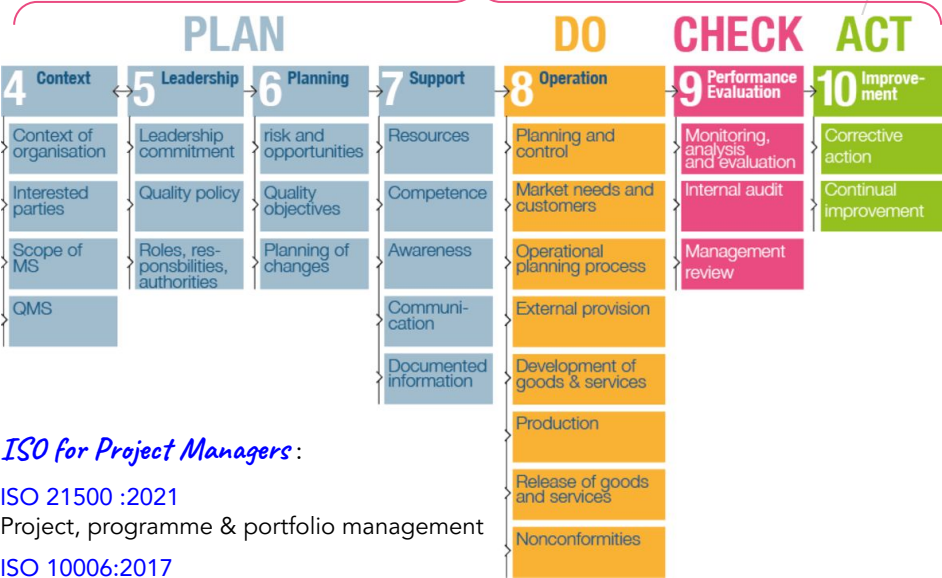 PLAN
DO
CHECK
ACT
4 Context
5 Leadership
6 Planning
7 Support
8 Operation
9 Performance
Evaluation
10 Improve-
ment
Context of
organisation
Interested
parties
Scope of
MS
QMS
Leadership
commitment
Quality policy
Roles, res-
ponsbilities,
authorities
risk and
opportunities
Quality
objectives
Planning of
changes
Resources
Competence
Awareness
Communi-
cation
Documented
information
Planning and
control
Market needs and
customers
Operational
planning process
External provision
Development of
goods & services
Production
Release of goods
and services
Nonconformities
Monitoring,
analysis
and evaluation
Internal audit
Management
review
Corrective
action
Continual
improvement
ISO for Project Managers :
ISO 21500 :2021
Project, programme & portfolio management
ISO 10006:2017